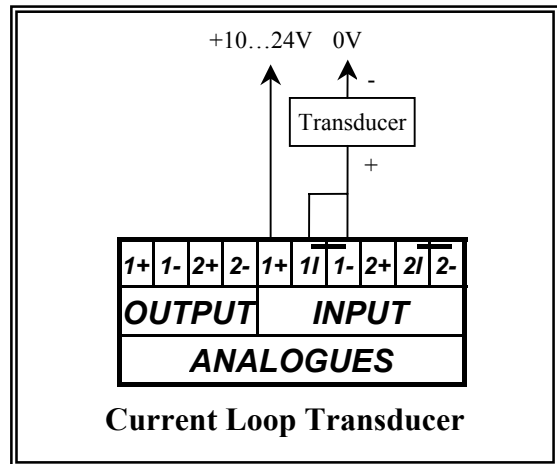 +10…24V 0V
-
Transducer
+
1+ 1- 2+ 2- 1+ 1I 1- 2+ 2I 2-
OUTPUT INPUT
ANALOGUES
Current Loop Transducer